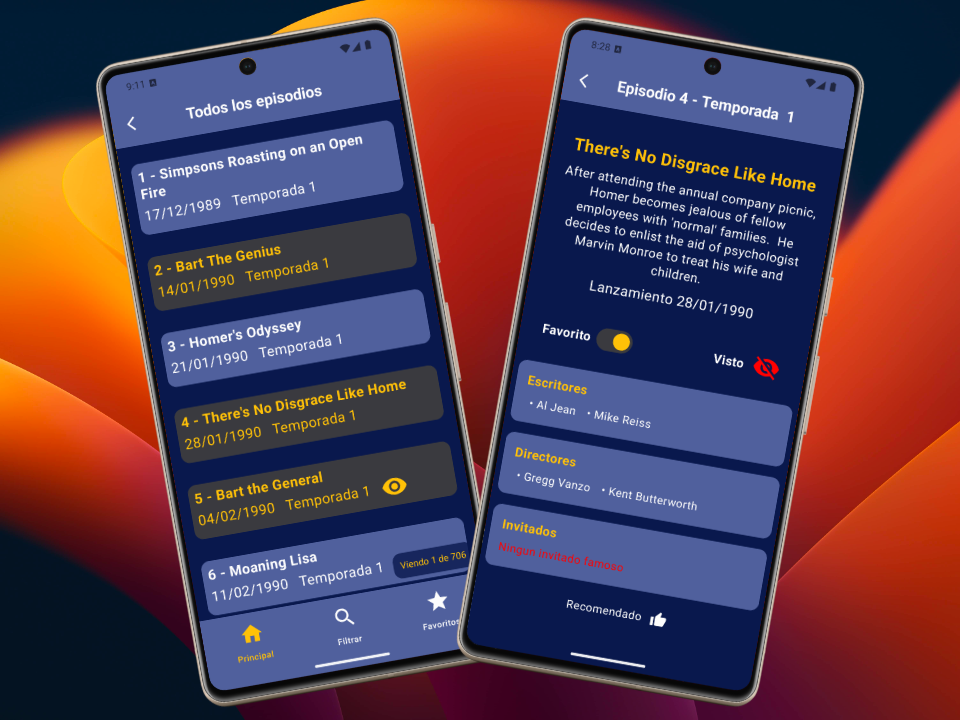 9:11
Todos los episodios
1 - Simpsons Roasting on an Open
Fire
17/12/1989 Temporada 1
2 - Bart The Genius
14/01/1990 Temporada 1
3 - Homer's Odyssey
21/01/1990 Temporada 1
4 - There's No Disgrace Like Home
28/01/1990 Temporada 1
5 - Bart the General
04/02/1990 Temporada 1
6 - Moaning Lisa
11/02/1990 Temporada 1
Viendo 1 de 706
Principal
Filtrar
Favoritos
8:28
Episodio 4 - Temporada 1
There's No Disgrace Like Home
After attending the annual company picnic,
Homer becomes jealous of fellow
employees with 'normal' families. He
decides to enlist the aid of psychologist
Marvin Monroe to treat his wife and
children.
Lanzamiento 28/01/1990
Favorito
Visto
Escritores
• Al Jean • Mike Reiss
Directores
• Gregg Vanzo • Kent Butterworth
Invitados
Ningun invitado famoso
Recomendado